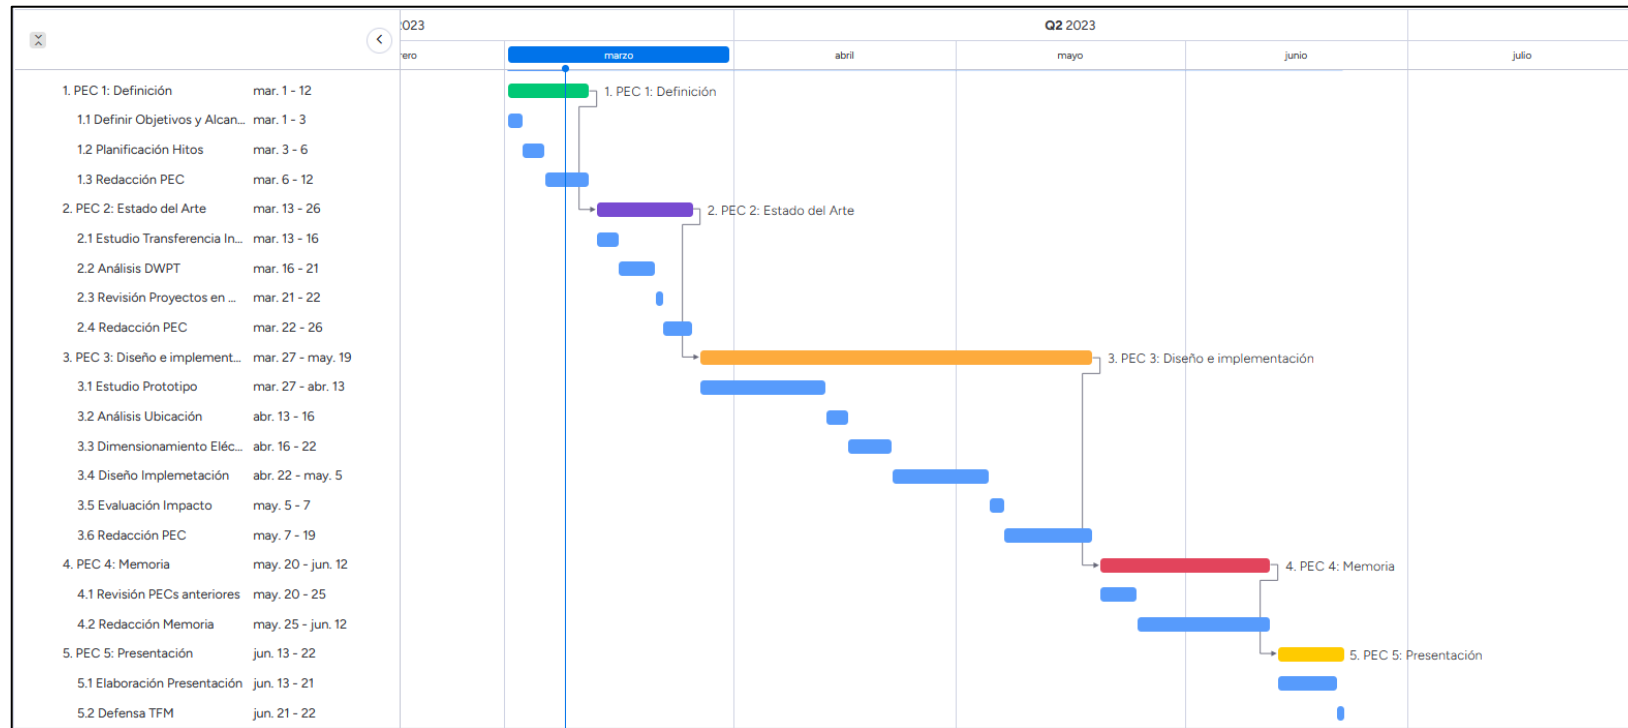 2023
Q2 2023
ero
marzo
abril
mayo
junio
julio
1. PEC 1: Definición mar. 1 - 12
1. PEC 1: Definición
1.1 Definir Objetivos y Alcan... mar. 1 - 3
1.2 Planificación Hitos mar. 3 - 6
1.3 Redacción PEC mar. 6 - 12
2. PEC 2: Estado del Arte mar. 13 - 26
2. PEC 2: Estado del Arte
2.1 Estudio Transferencia In... mar. 13 - 16
2.2 Análisis DWPT mar. 16 - 21
2.3 Revisión Proyectos en ... mar. 21 - 22
2.4 Redacción PEC mar. 22 - 26
3. PEC 3: Diseño e implement... mar. 27 - may. 19
3. PEC 3: Diseño e implementación
3.1 Estudio Prototipo mar. 27 - abr. 13
3.2 Análisis Ubicación abr. 13 - 16
3.3 Dimensionamiento Eléc... abr. 16 - 22
3.4 Diseño Implemetación abr. 22 - may. 5
3.5 Evaluación Impacto may. 5 - 7
3.6 Redacción PEC may. 7 - 19
4. PEC 4: Memoria may. 20 - jun. 12
4. PEC 4: Memoria
4.1 Revisión PECs anteriores may. 20 - 25
4.2 Redacción Memoria may. 25 - jun. 12
5. PEC 5: Presentación jun. 13 - 22
5. PEC 5: Presentación
5.1 Elaboración Presentación jun. 13 - 21
5.2 Defensa TFM jun. 21 - 22